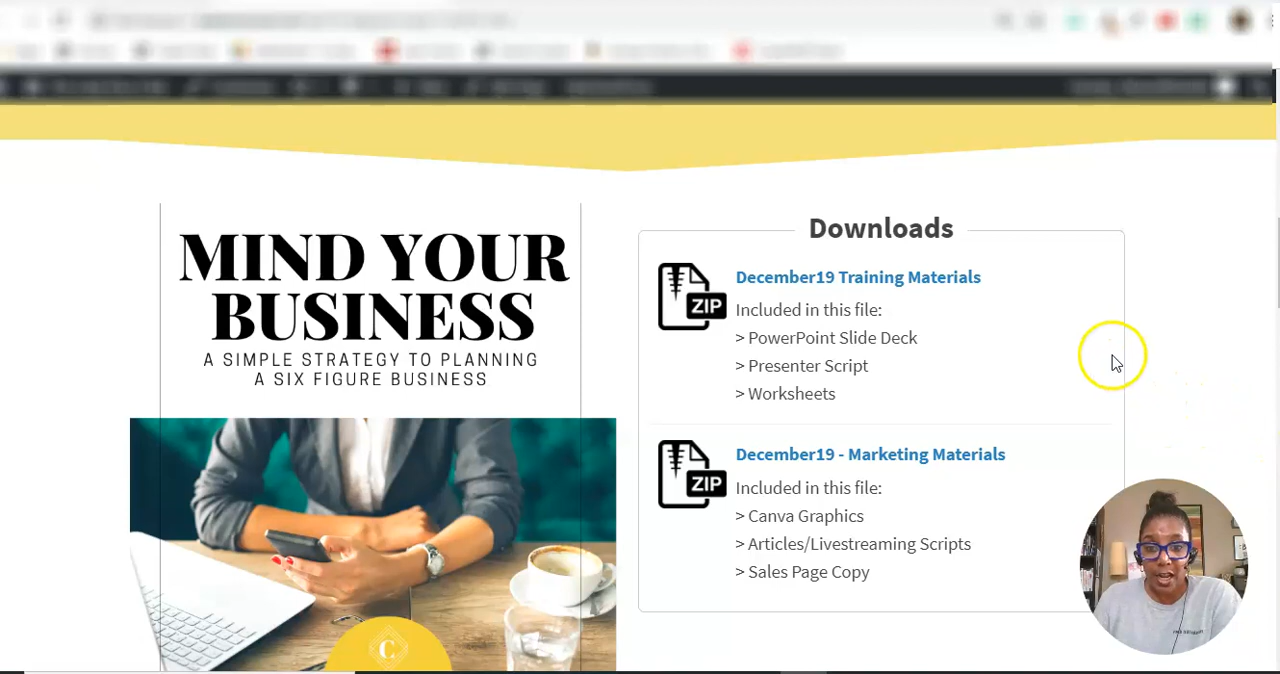 MIND YOUR
BUSINESS
A SIMPLE STRATEGY TO PLANNING
A SIX FIGURE BUSINESS
C
Downloads
ZIP
December19 Training Materials
Included in this file:
> PowerPoint Slide Deck
> Presenter Script
> Worksheets
ZIP
December19 - Marketing Materials
Included in this file:
> Canva Graphics
> Articles/Livestreaming Scripts
> Sales Page Copy